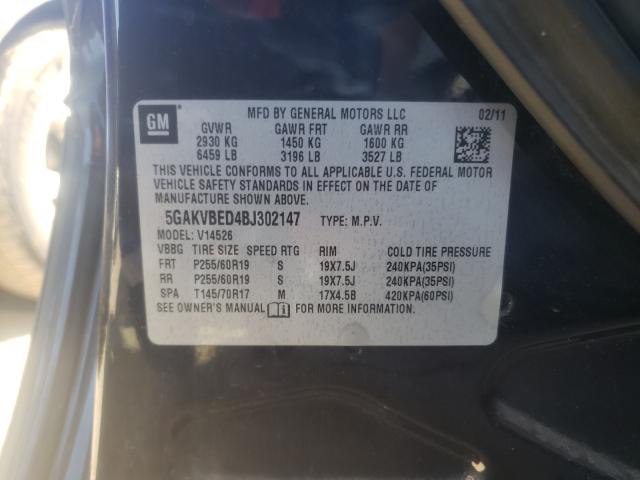 GM
MFD BY GENERAL MOTORS LLC 02/11
GVWR GAWR FRT GAWR RR
2930 KG 1450 KG 1600 KG
6459 LB 3196 LB 3527 LB
THIS VEHICLE CONFORMS TO ALL APPLICABLE U.S. FEDERAL MOTOR
VEHICLE SAFETY STANDARDS IN EFFECT ON THE DATE OF
MANUFACTURE SHOWN ABOVE.
5GAKVBED4BJ302147 TYPE: M.P.V.
MODEL: V14526
VBBG TIRE SIZE SPEED RTG RIM COLD TIRE PRESSURE
FRT P255/60R19 S 19X7.5J 240KPA(35PSI)
RR P255/60R19 S 19X7.5J 240KPA(35PSI)
SPA T145/70R17 M 17X4.5B 420KPA(60PSI)
SEE OWNER'S MANUAL FOR MORE INFORMATION.